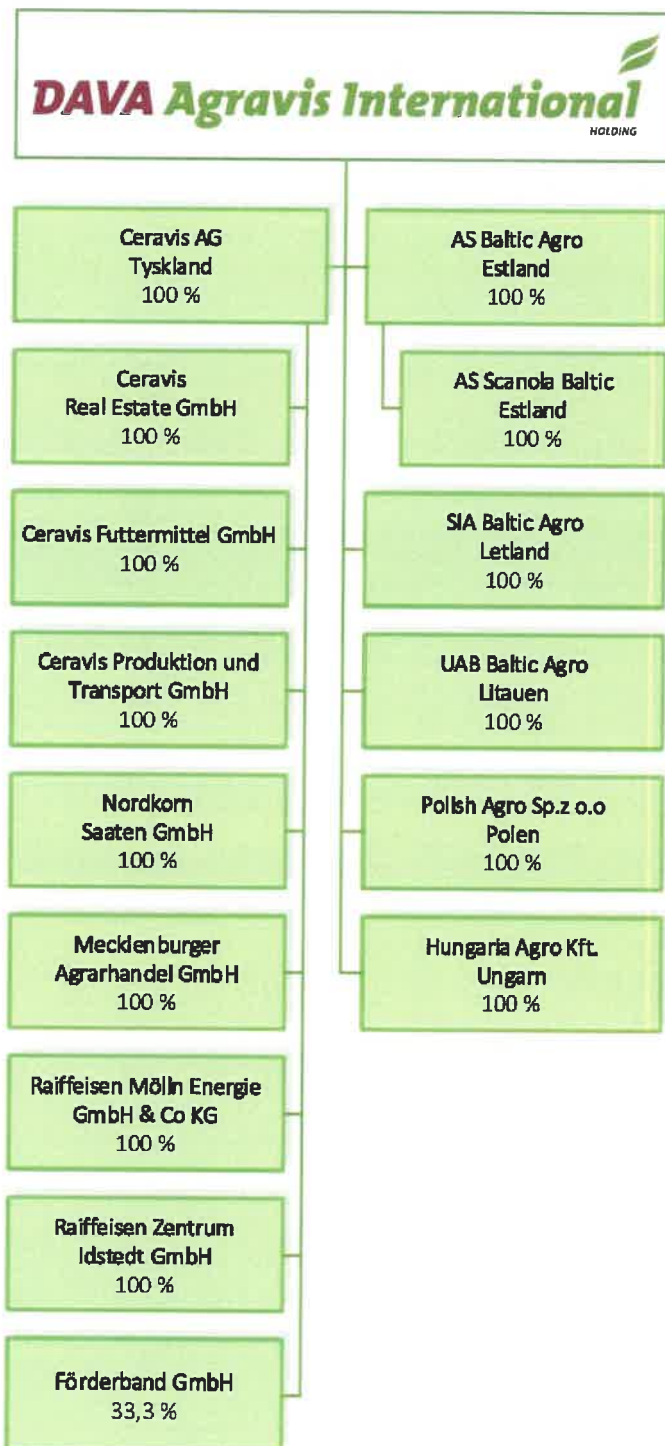 DAVA Agravis International
HOLDING
Ceravis AG
Tyskland
100 %
Ceravis
Real Estate GmbH
100 %
Ceravis Futtermittel GmbH
100 %
Ceravis Produktion und
Transport GmbH
100 %
Nordkorn
Saaten GmbH
100 %
Mecklenburger
Agrarhandel GmbH
100 %
Raiffeisen Mölln Energie
GmbH & Co KG
100 %
Raiffeisen Zentrum
Idstedt GmbH
100 %
Förderband GmbH
33,3 %
AS Baltic Agro
Estland
100 %
AS Scanola Baltic
Estland
100 %
SIA Baltic Agro
Letland
100 %
UAB Baltic Agro
Litauen
100 %
Polish Agro Sp.z o.o
Polen
100 %
Hungaria Agro Kft.
Ungarn
100 %